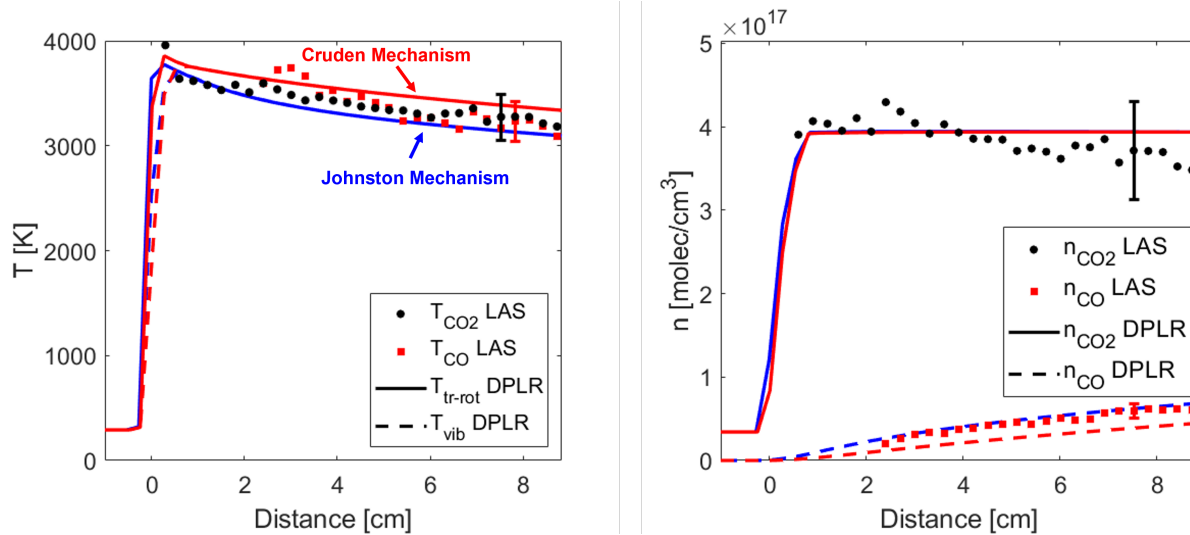 4000
3000
2000
1000
0
T [K]
0
2
4
6
8
Distance [cm]
Cruden Mechanism
Johnston Mechanism
T_CO2 LAS
T_CO LAS
T_tr-rot DPLR
T_vib DPLR
×10^17
5
4
3
2
1
0
n [molec/cm^3]
0
2
4
6
8
Distance [cm]
n_CO2 LAS
n_CO LAS
n_CO2 DPLR
n_CO DPLR